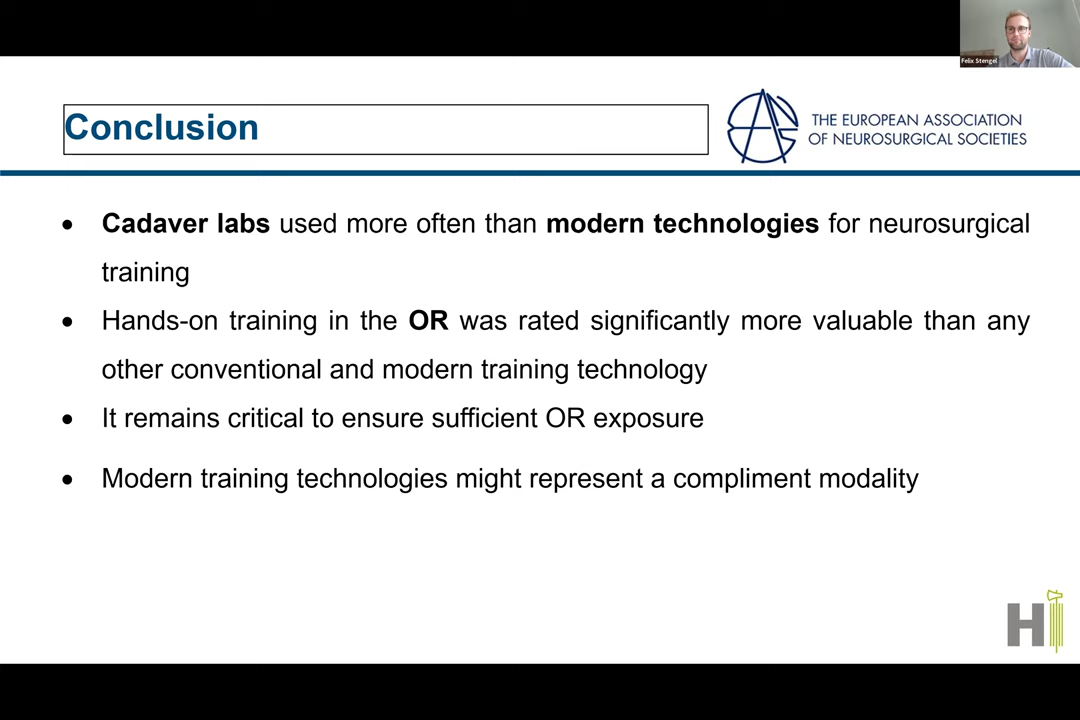 Felix Stengel
Conclusion
THE EUROPEAN ASSOCIATION
OF NEUROSURGICAL SOCIETIES
• Cadaver labs used more often than modern technologies for neurosurgical
training
• Hands-on training in the OR was rated significantly more valuable than any
other conventional and modern training technology
• It remains critical to ensure sufficient OR exposure
• Modern training technologies might represent a compliment modality
H